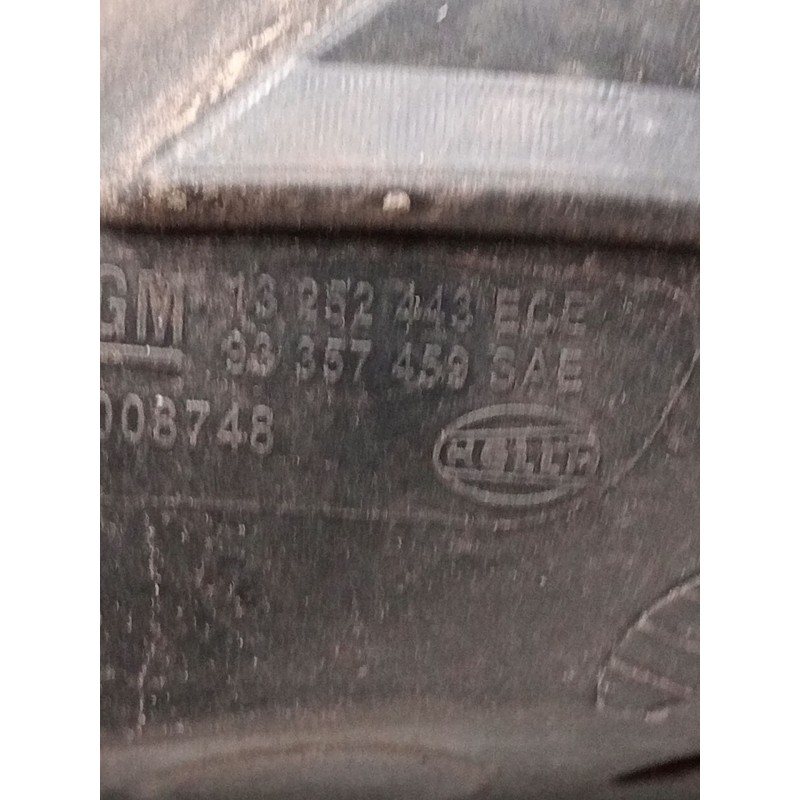 GM 13 252 443 ECE
93 357 459 SAE
008748
HELLA